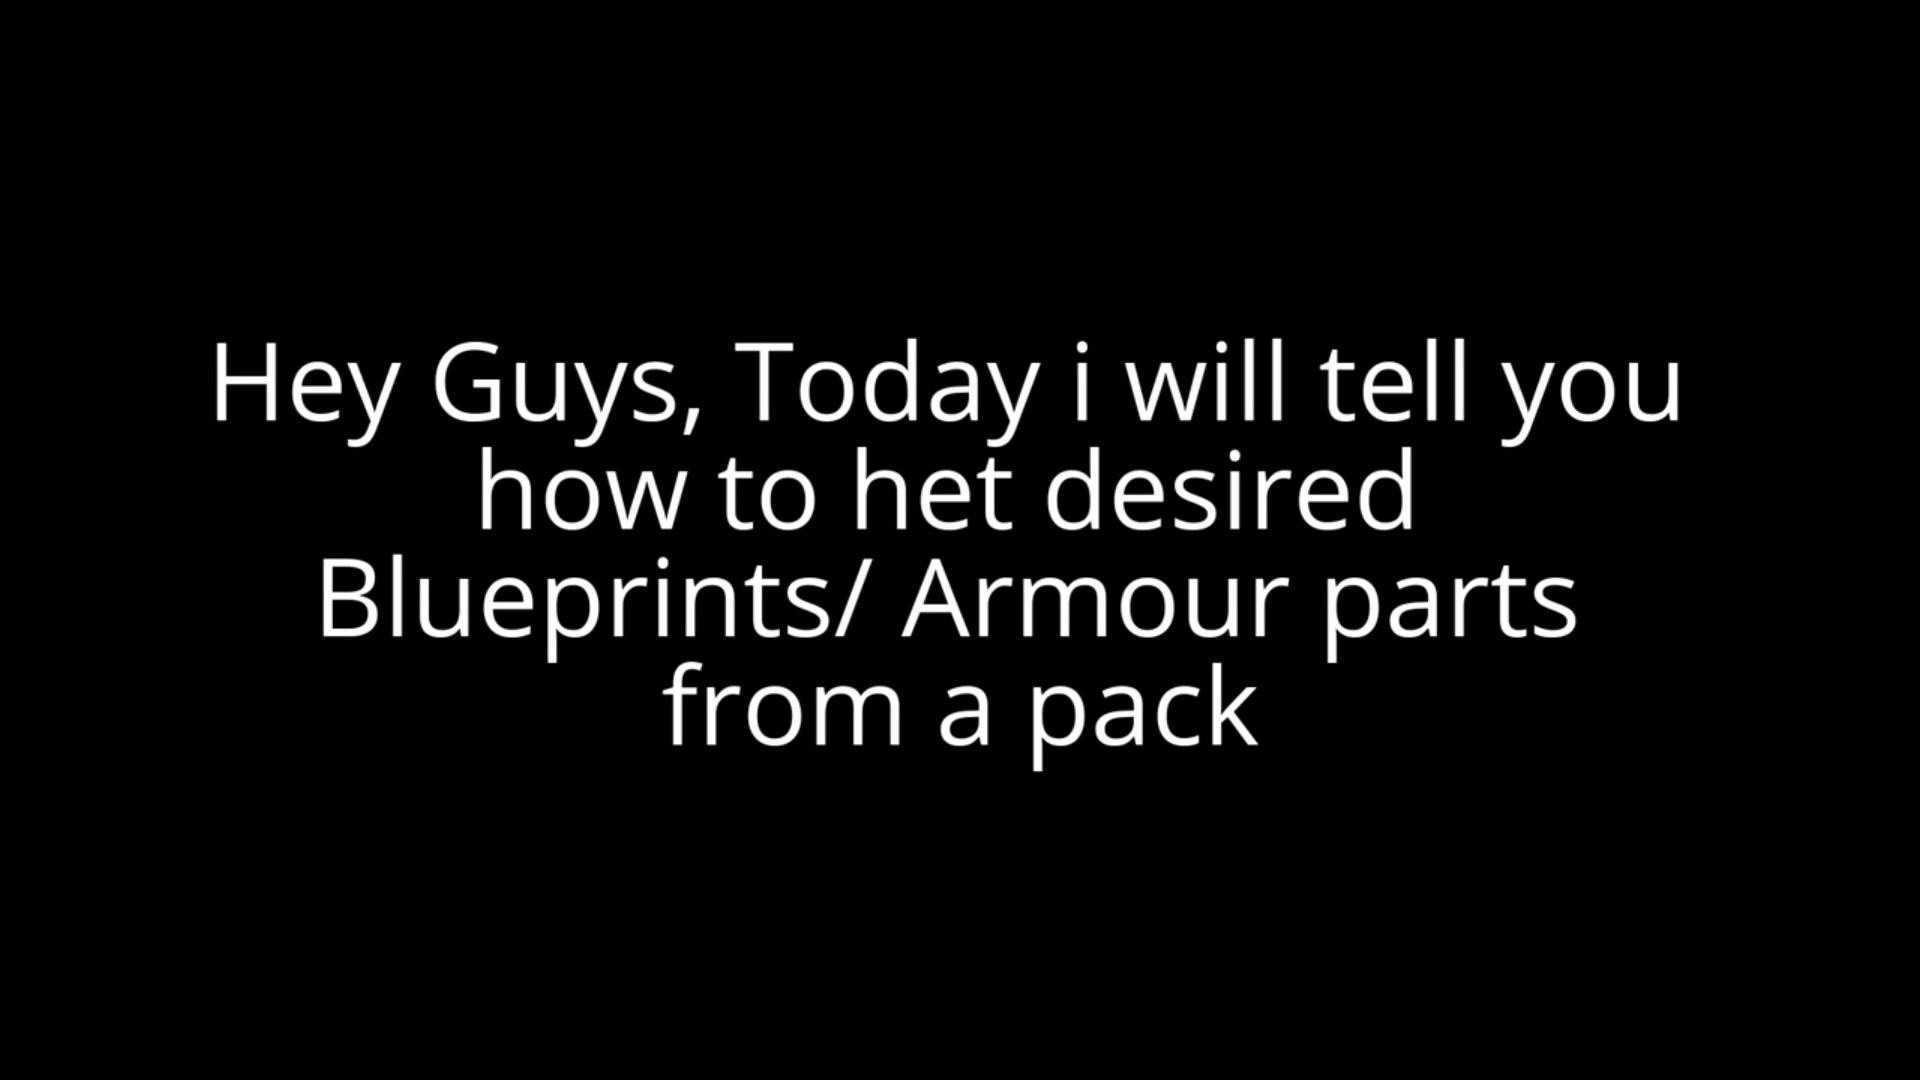 Hey Guys, Today i will tell you
how to het desired
Blueprints/ Armour parts
from a pack